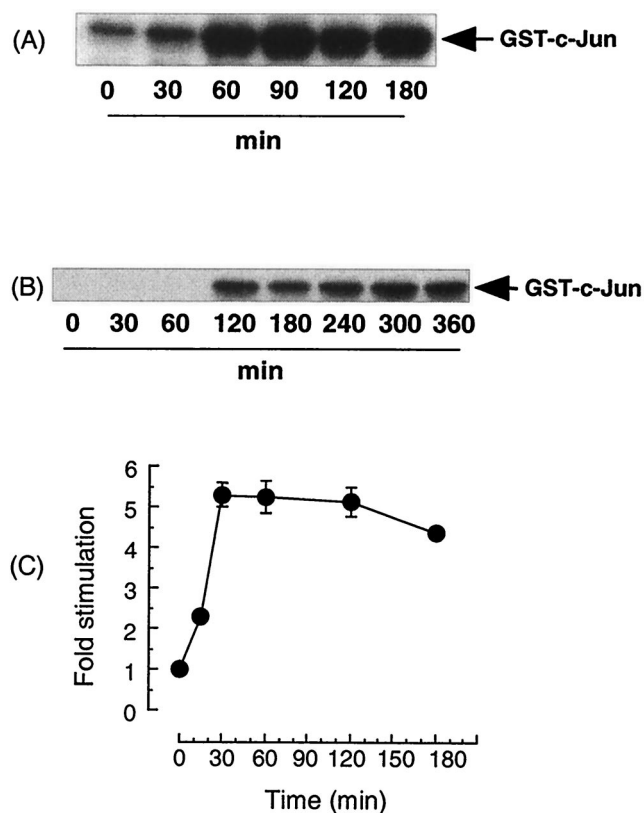 (A)
GST-c-Jun
0 30 60 90 120 180
min
(B)
GST-c-Jun
0 30 60 120 180 240 300 360
min
(C)
Fold stimulation
6
5
4
3
2
1
0
0 30 60 90 120 150 180
Time (min)